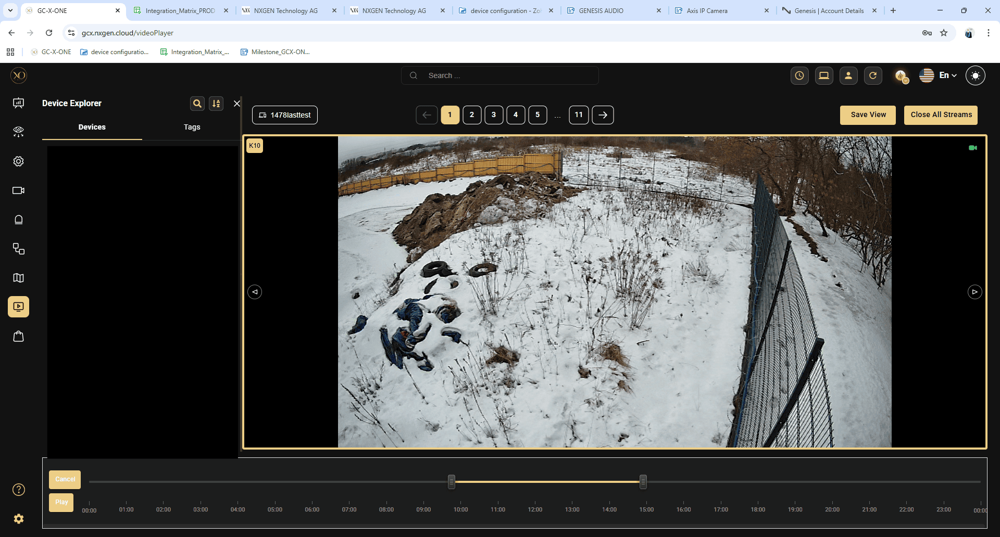 GC-X-ONE
Integration_Matrix_PROD
NXGEN Technology AG
NXGEN Technology AG
device configuration - Zo
GENESIS AUDIO
Axis IP Camera
Genesis | Account Details
gcx.nxgen.cloud/videoPlayer
GC-X-ONE
device configuratio...
Integration_Matrix_...
Milestone_GCX-ON...
XO
Search ...
En
Device Explorer
Devices
Tags
1478lasttest
1
2
3
4
5
...
11
Save View
Close All Streams
K10
Cancel
Play
00:00
01:00
02:00
03:00
04:00
05:00
06:00
07:00
08:00
09:00
10:00
11:00
12:00
13:00
14:00
15:00
16:00
17:00
18:00
19:00
20:00
21:00
22:00
23:00
00:00